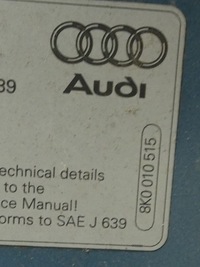 Audi
39
echnical details
to the
ce Manual!
orms to SAE J 639
8K0 010 515